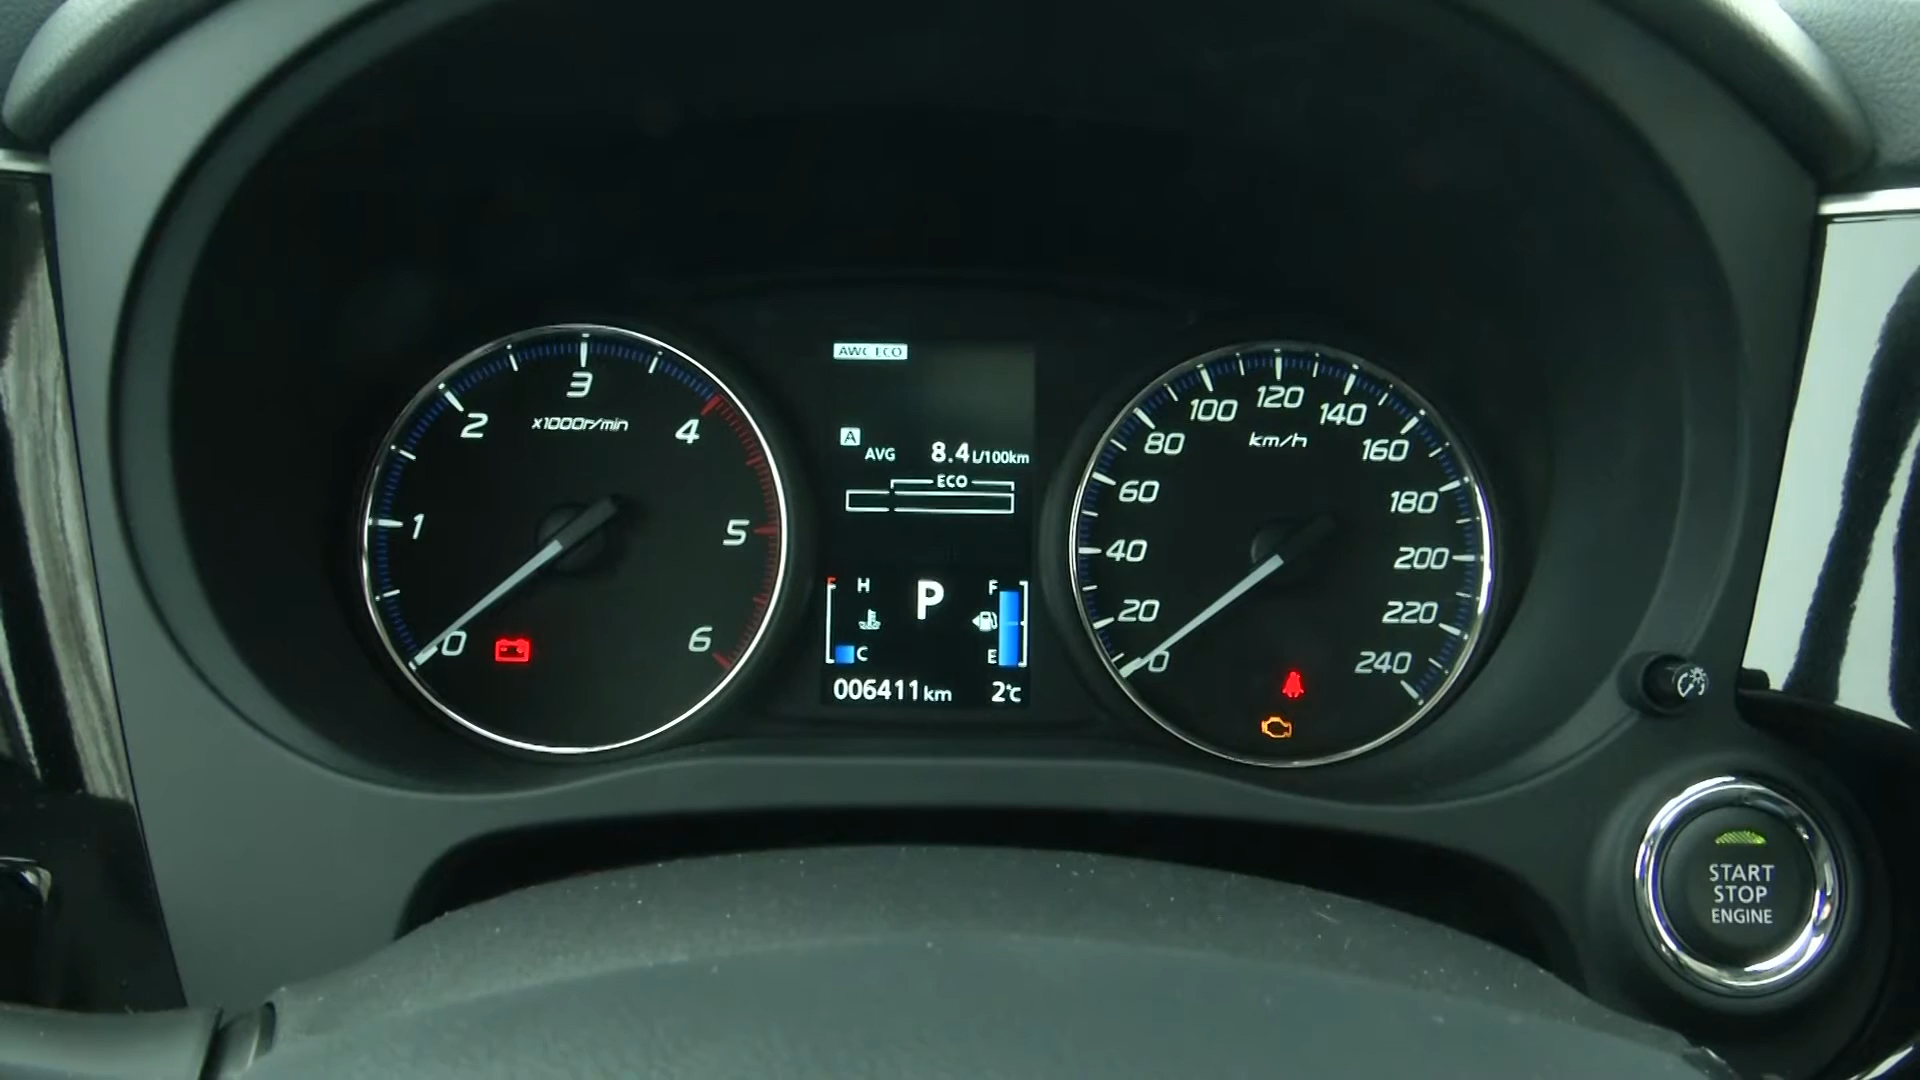 3
2
4
x1000r/min
1
5
0
6
AWC ECO
A
AVG 8.4 L/100km
ECO
H
P
F
C
E
006411 km
2°C
120
100
140
km/h
80
160
60
180
40
200
20
220
0
240
START
STOP
ENGINE